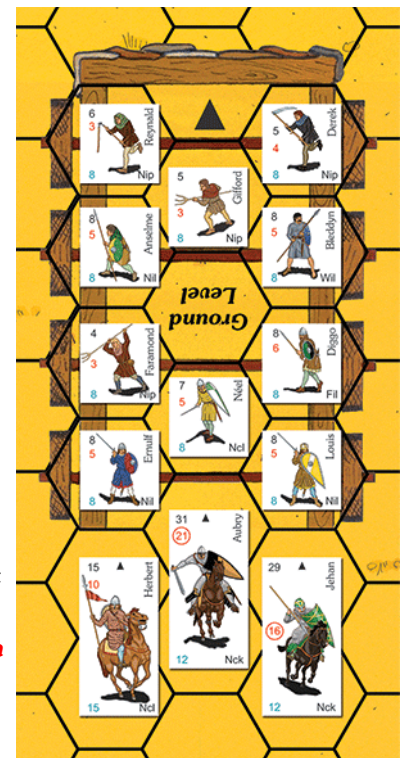 6
3
Reynald
8
Nip
5
4
Derek
8
Nip
5
3
Gifford
8
Nip
8
5
Anselme
8
Nil
8
5
Bleddyn
8
Wil
Ground
Level
4
3
Faramond
8
Nip
8
6
Diggo
8
Fil
7
5
Néel
8
Ncl
8
5
Ernulf
8
Nil
8
5
Louis
8
Nil
15
10
Herbert
15
Ncl
31
21
Aubry
12
Nck
29
16
Jehan
12
Nck